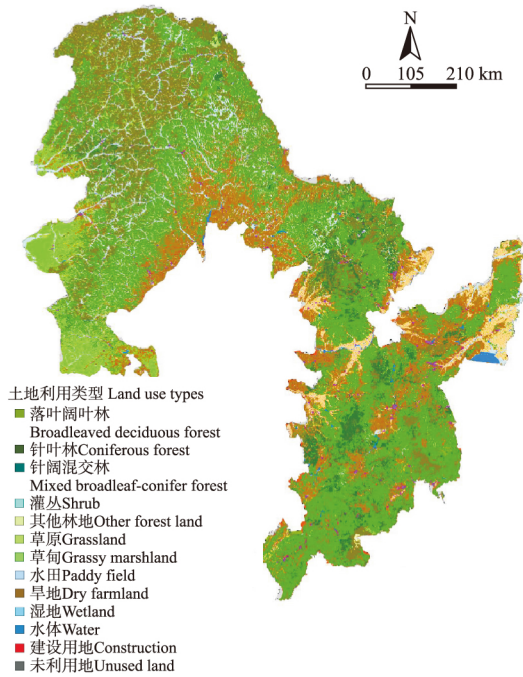 N
0 105 210 km
土地利用类型 Land use types
落叶阔叶林
Broadleaved deciduous forest
针叶林Coniferous forest
针阔混交林
Mixed broadleaf-conifer forest
灌丛Shrub
其他林地Other forest land
草原Grassland
草甸Grassy marshland
水田Paddy field
旱地Dry farmland
湿地Wetland
水体Water
建设用地Construction
未利用地Unused land